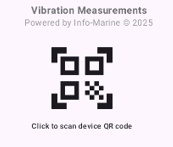 Vibration Measurements
Powered by Info-Marine © 2025
Click to scan device QR code